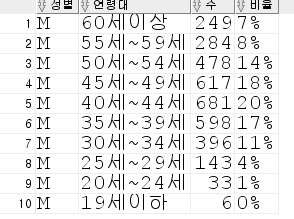 성별 연령대 수 비율
1 M 60세이상 249 7%
2 M 55세~59세 284 8%
3 M 50세~54세 478 14%
4 M 45세~49세 617 18%
5 M 40세~44세 681 20%
6 M 35세~39세 598 17%
7 M 30세~34세 396 11%
8 M 25세~29세 143 4%
9 M 20세~24세 33 1%
10 M 19세이하 6 0%